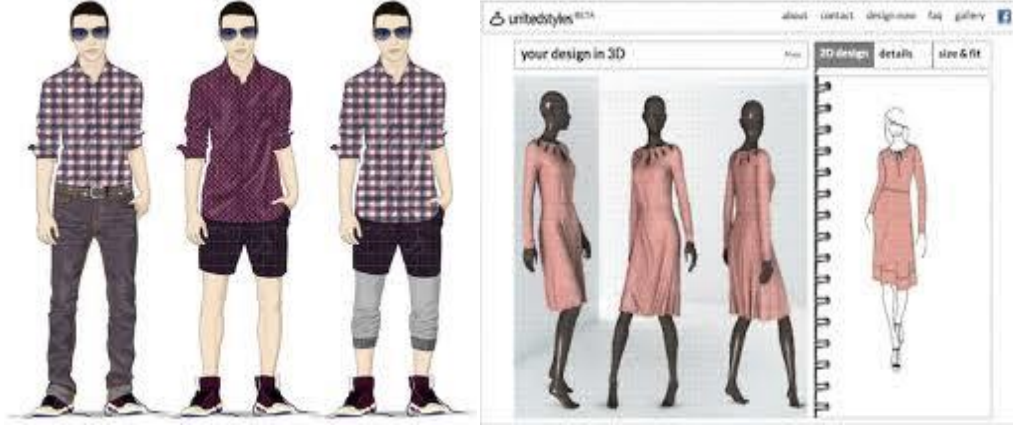 unitedstyles BETA
about contact design now faq gallery
your design in 3D
2D design details size & fit